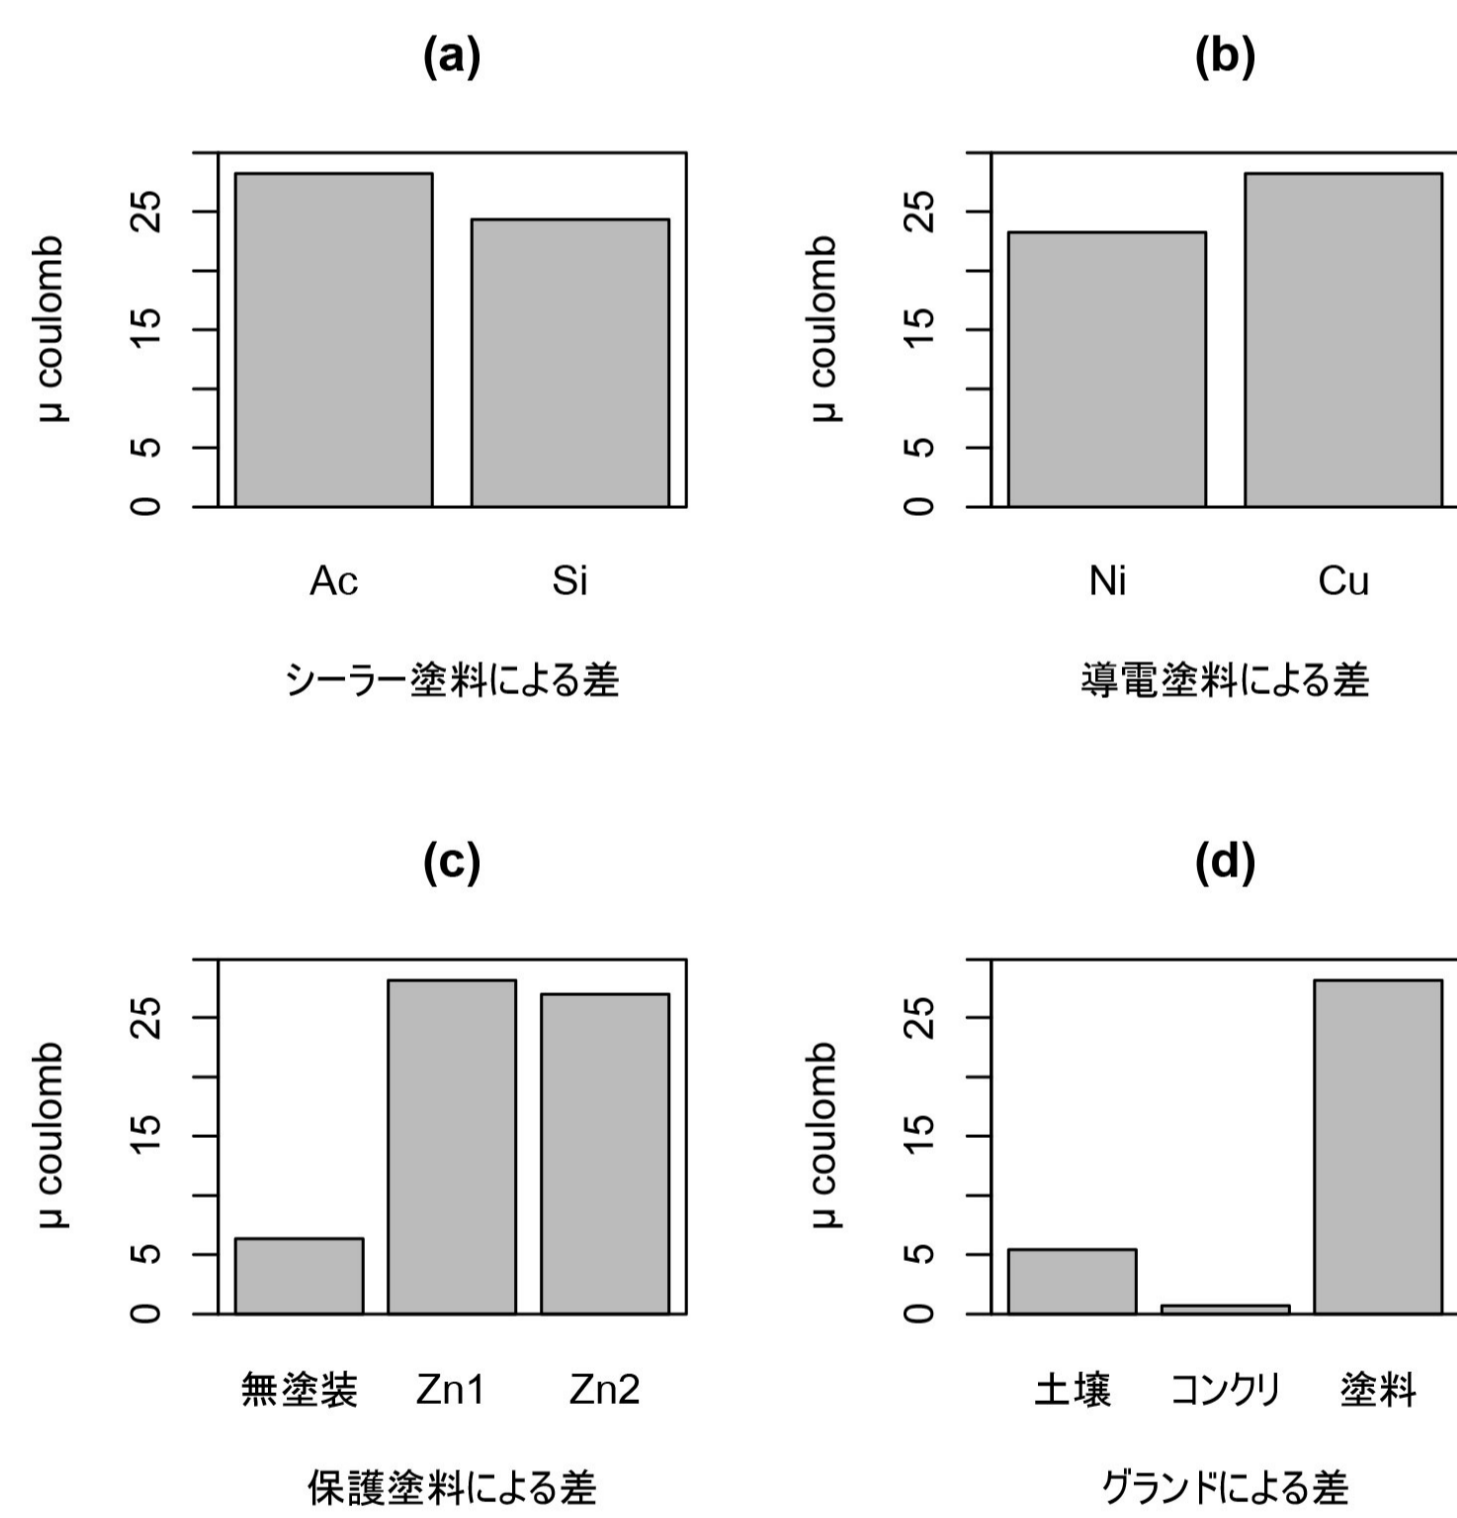 (a)
μ coulomb
0 5 15 25
Ac Si
シーラー塗料による差
(b)
μ coulomb
0 5 15 25
Ni Cu
導電塗料による差
(c)
μ coulomb
0 5 15 25
無塗装 Zn1 Zn2
保護塗料による差
(d)
μ coulomb
0 5 15 25
土壌 コンクリ 塗料
グランドによる差